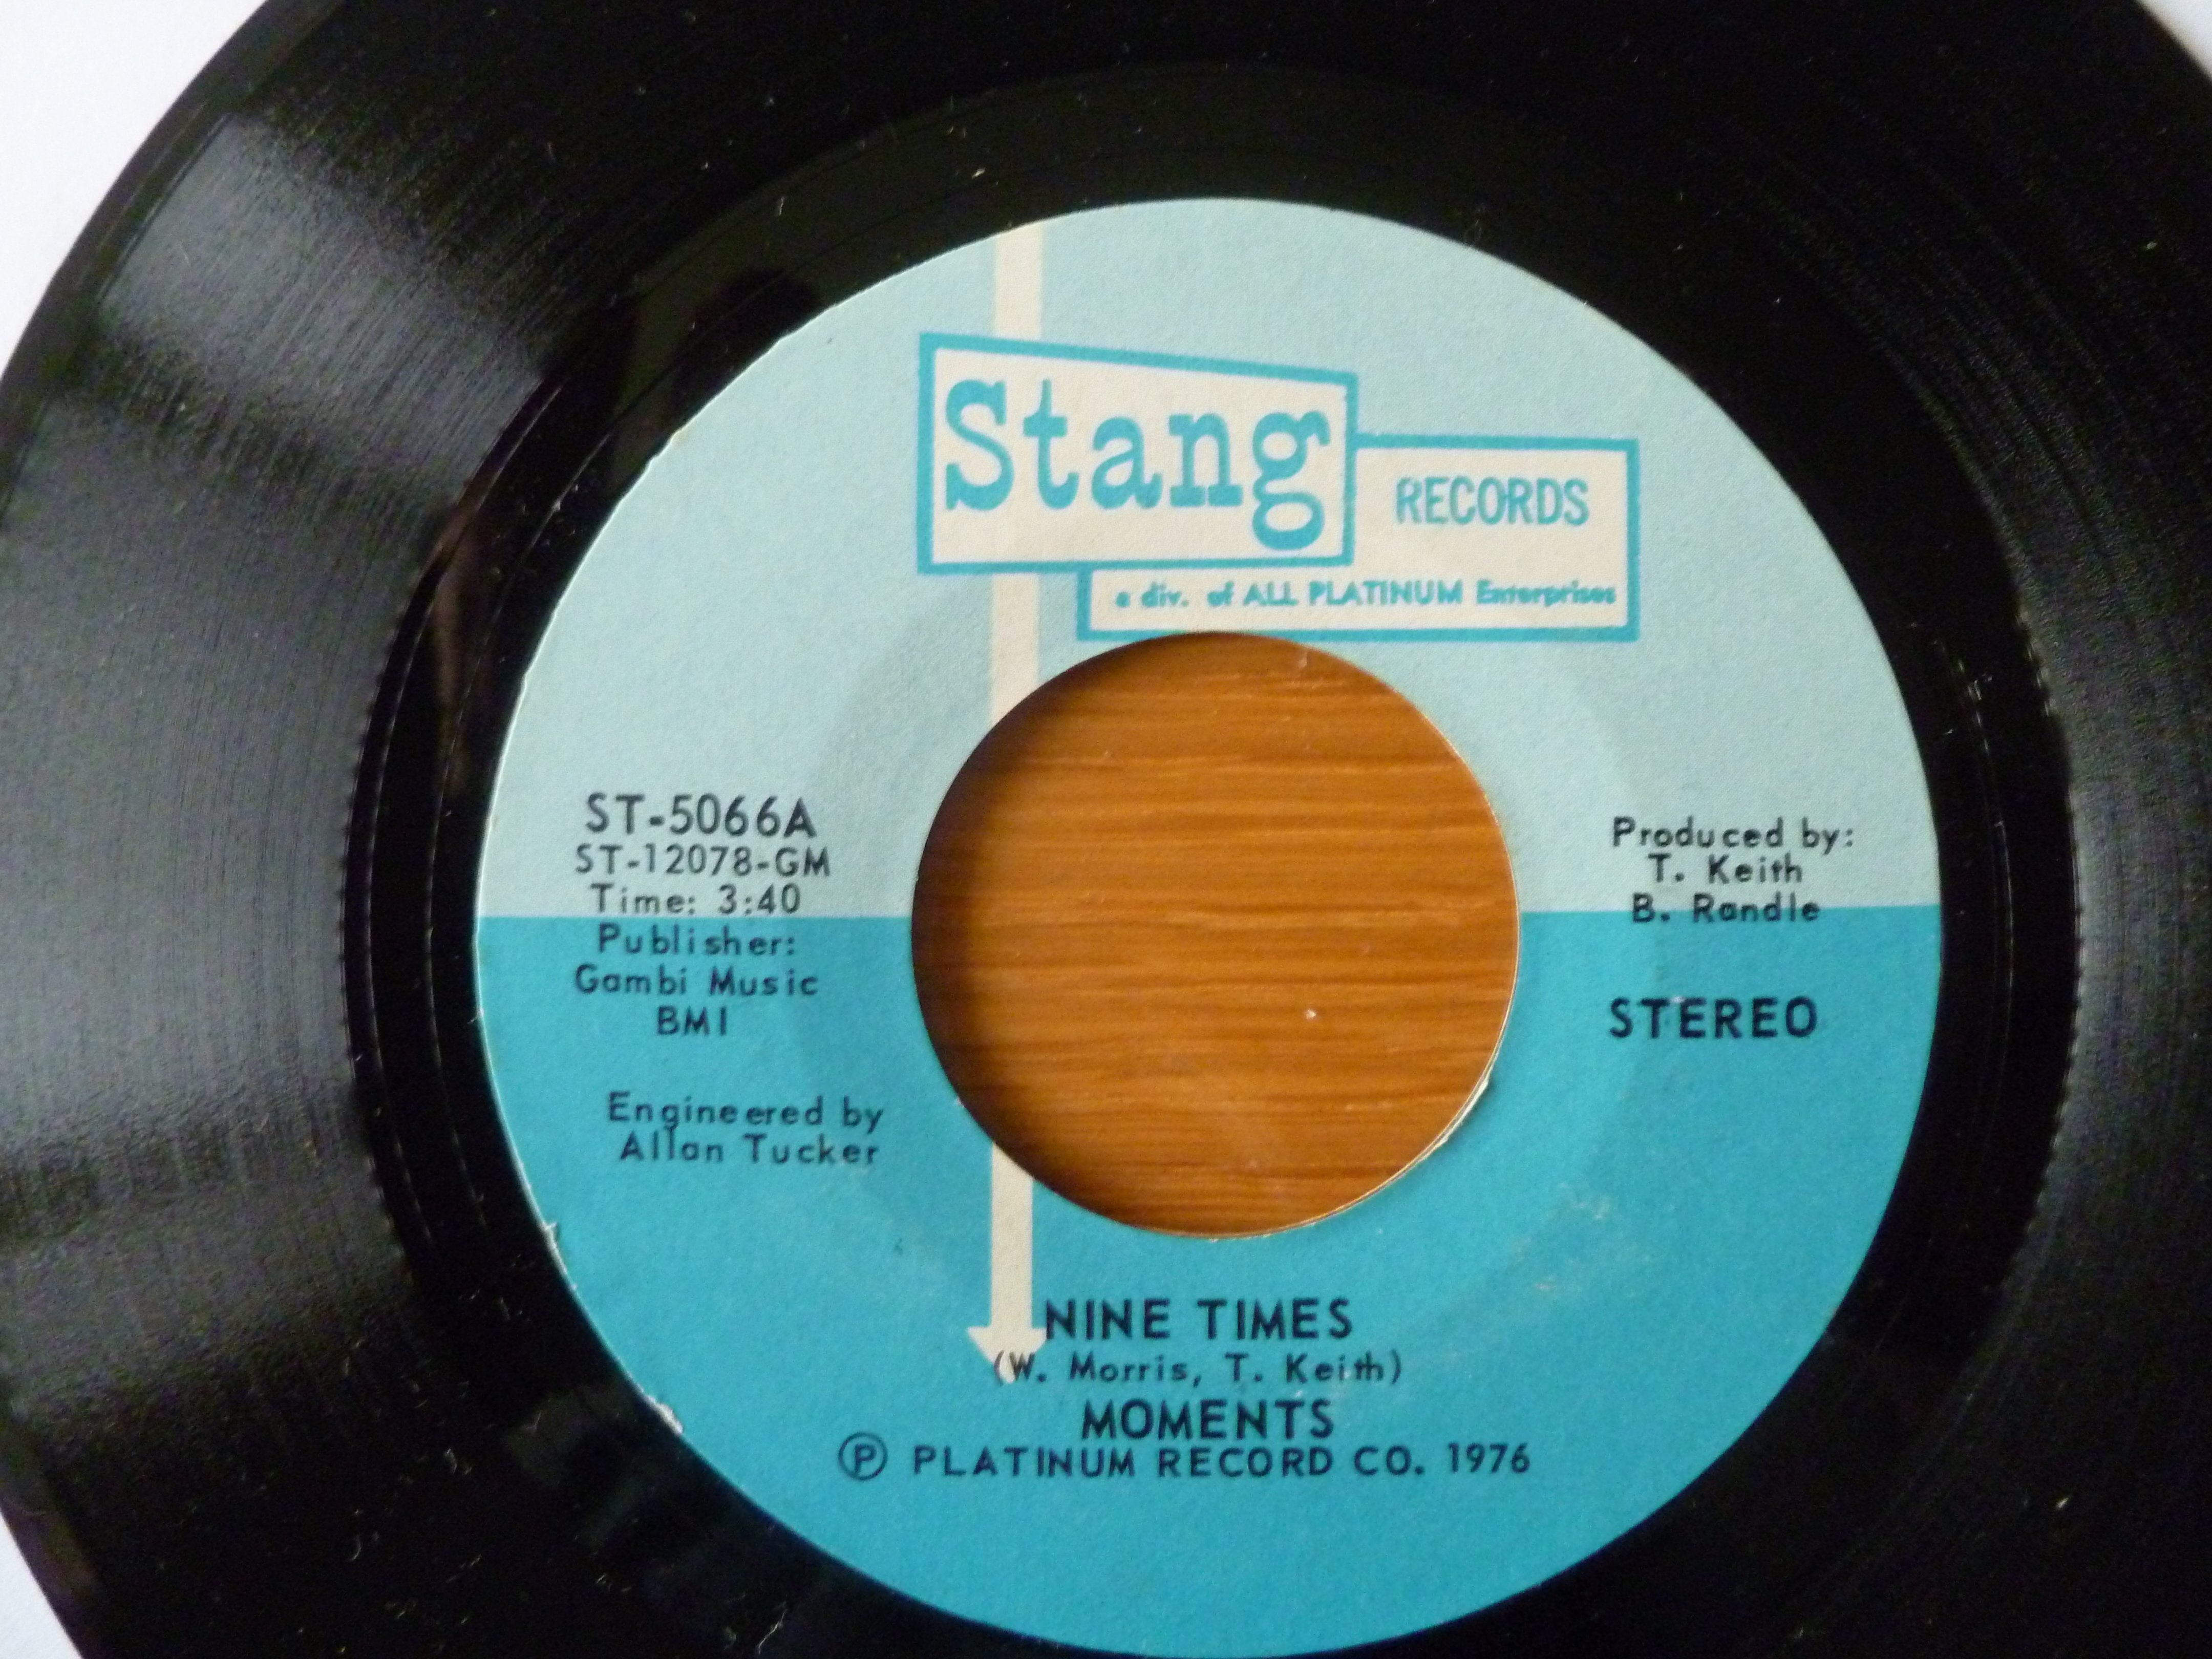 Stang
RECORDS
a div. of ALL PLATINUM Enterprises
ST-5066A
ST-12078-GM
Time: 3:40
Publisher:
Gambi Music
BMI
Engineered by
Allan Tucker
Produced by:
T. Keith
B. Randle
STEREO
NINE TIMES
(W. Morris, T. Keith)
MOMENTS
Ⓟ PLATINUM RECORD CO. 1976